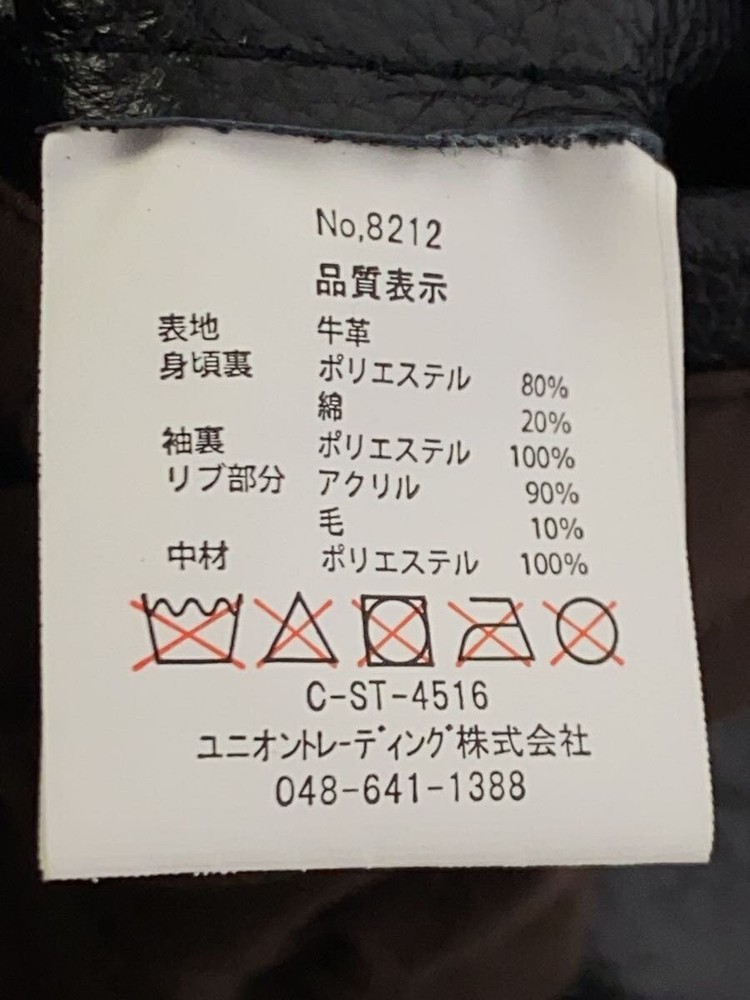 No,8212
品質表示
表地 牛革
身頃裏 ポリエステル 80%
綿 20%
袖裏 ポリエステル 100%
リブ部分 アクリル 90%
毛 10%
中材 ポリエステル 100%
C-ST-4516
ユニオントレーディング株式会社
048-641-1388